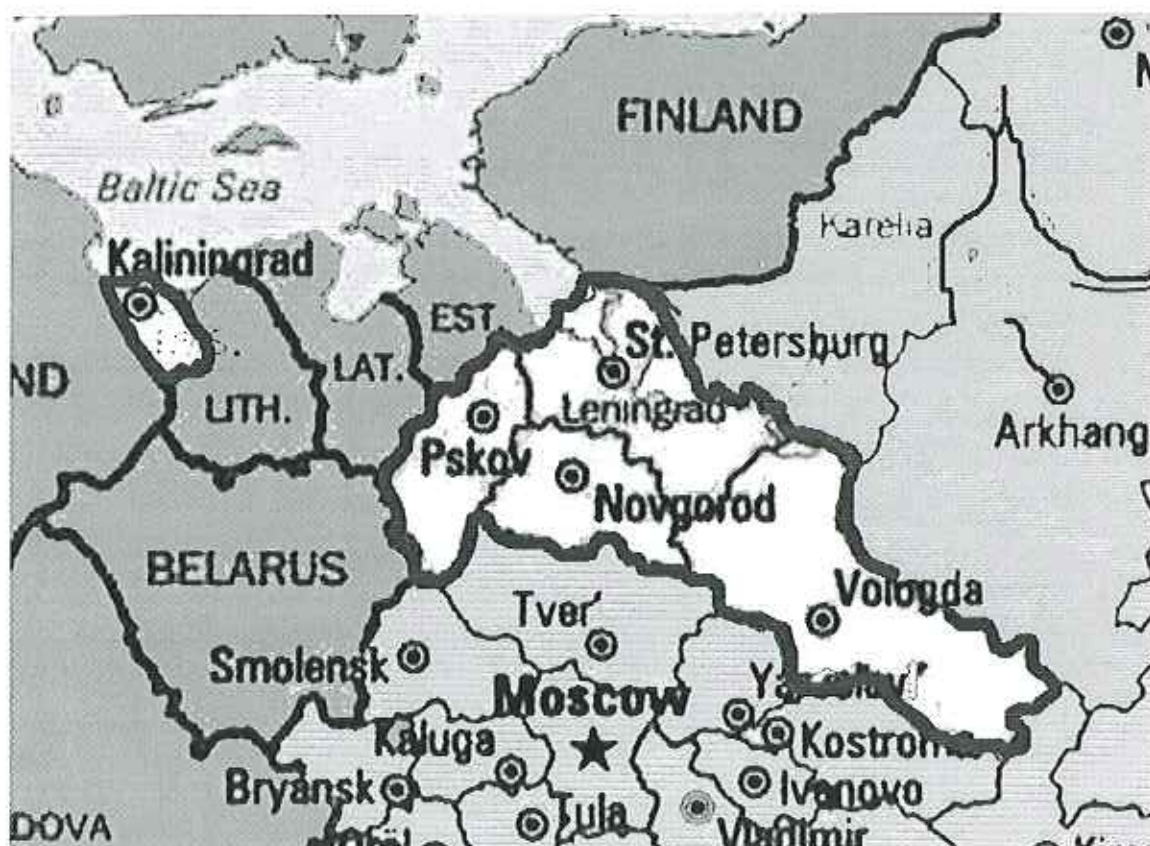 FINLAND
Baltic Sea
Karelia
Kaliningrad
EST.
St. Petersburg
LAT.
ND
LITH.
Leningrad
Arkhang
Pskov
Novgorod
BELARUS
Vologda
Tver'
Smolensk
Moscow
Kaluga
Kostroma
Bryansk
Ivanovo
Tula
DOVA
Vladimir